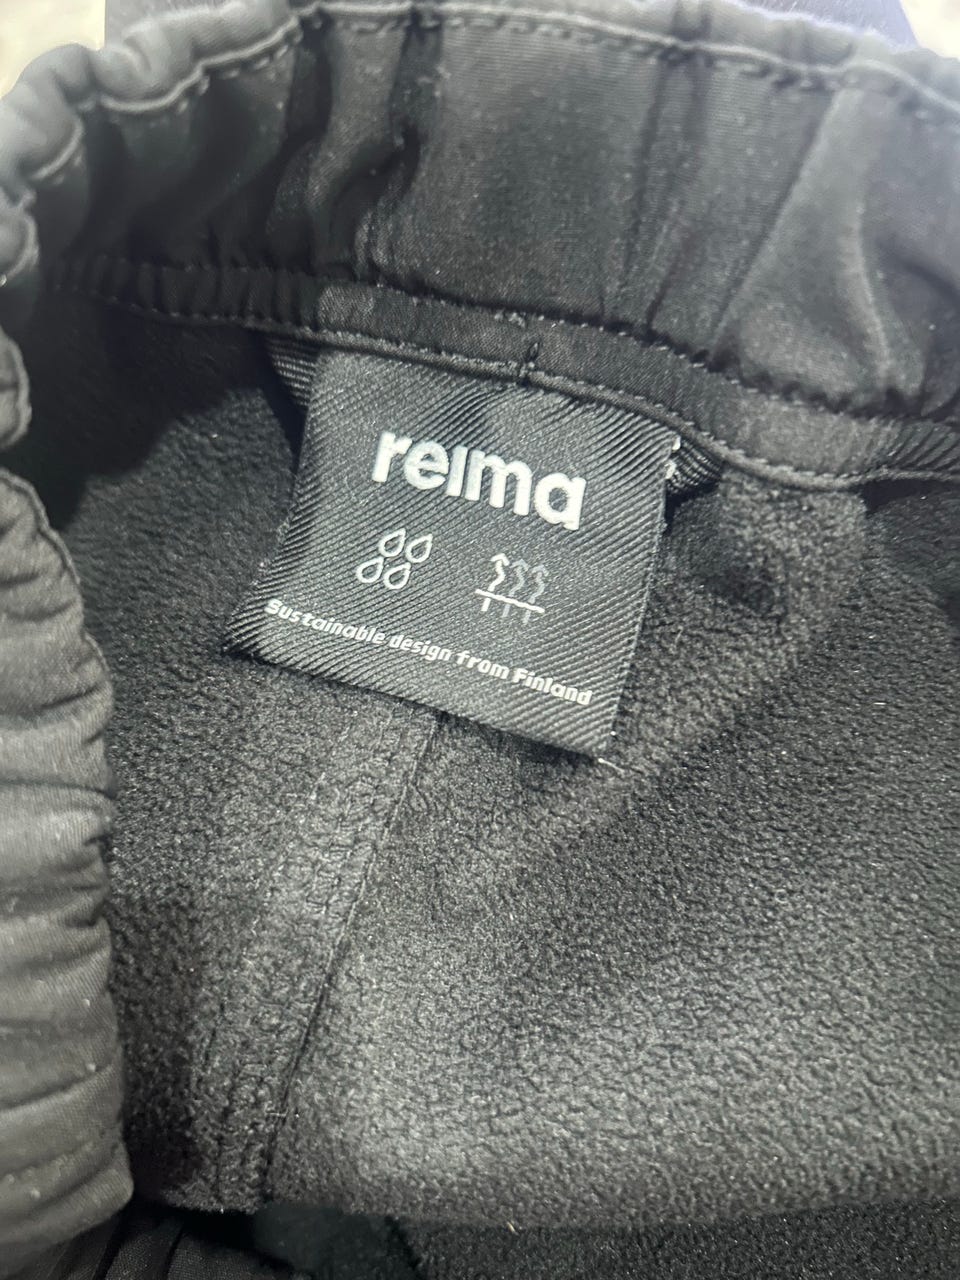 reima
Sustainable design from Finland